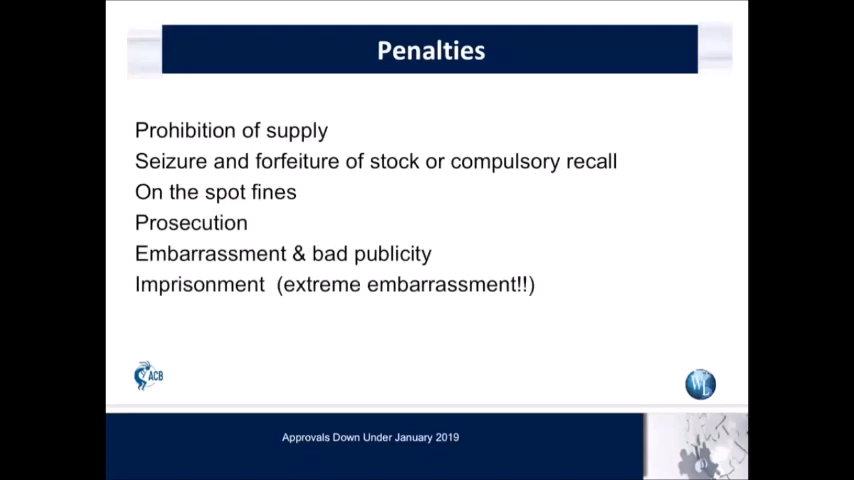 Penalties
Prohibition of supply
Seizure and forfeiture of stock or compulsory recall
On the spot fines
Prosecution
Embarrassment & bad publicity
Imprisonment (extreme embarrassment!!)
ACB
WL
Approvals Down Under January 2019